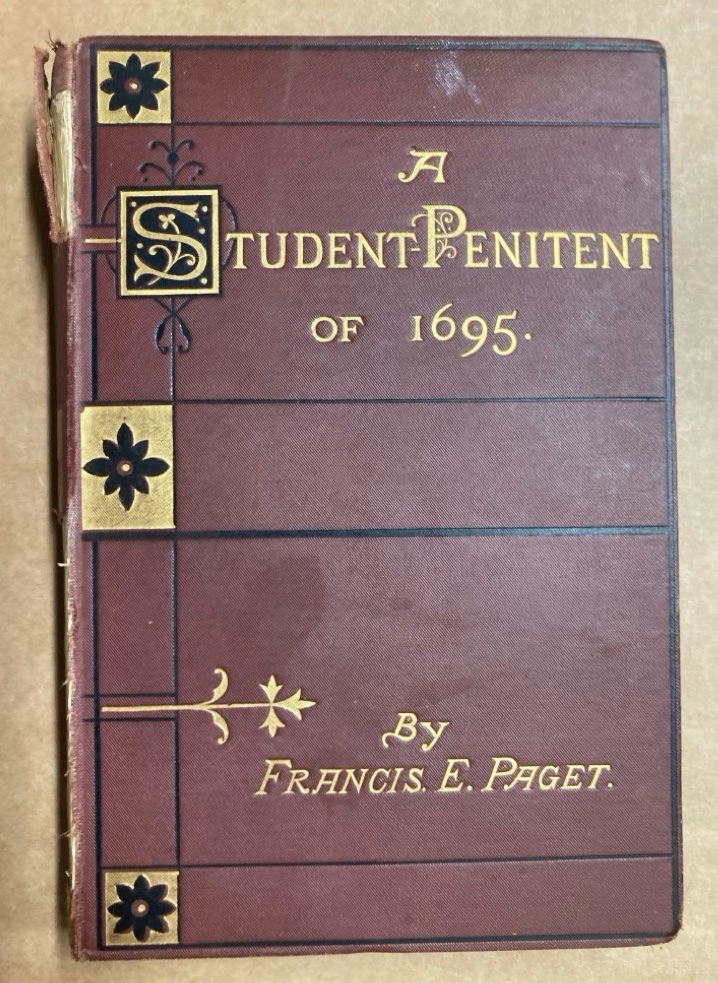 A
STUDENT-PENITENT
OF 1695.
By
FRANCIS. E. PAGET.